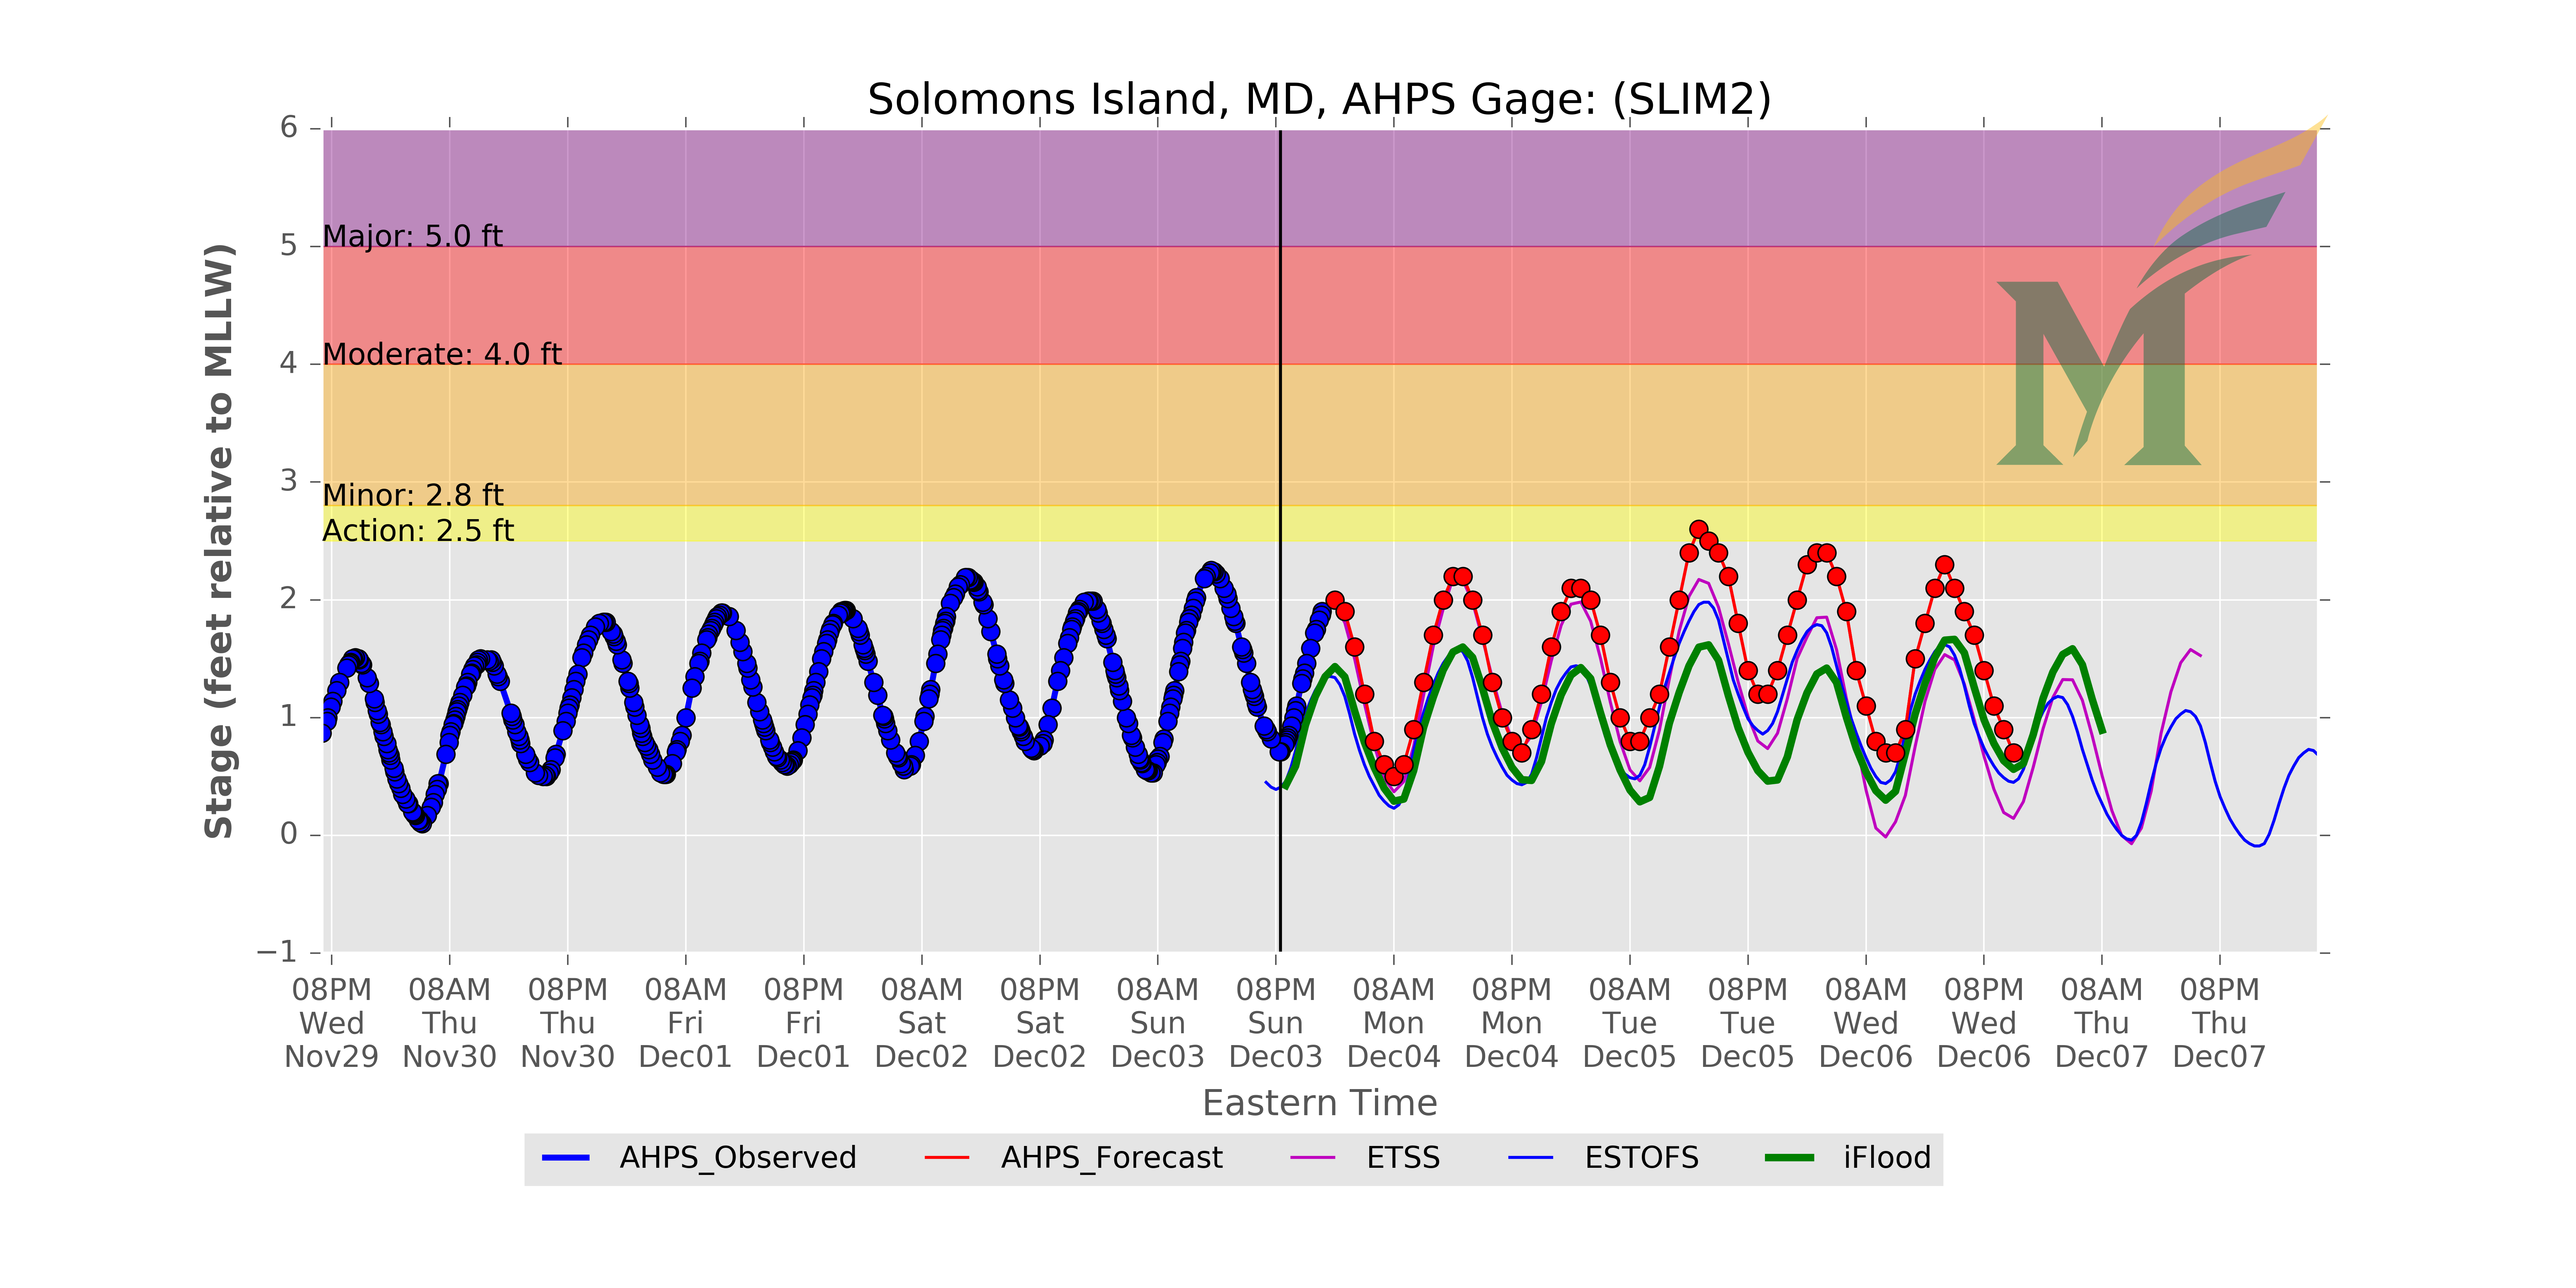 Solomons Island, MD, AHPS Gage: (SLIM2)
Stage (feet relative to MLLW)
6
5
4
3
2
1
0
−1
Major: 5.0 ft
Moderate: 4.0 ft
Minor: 2.8 ft
Action: 2.5 ft
M
08PM 08AM 08PM 08AM 08PM 08AM 08PM 08AM 08PM 08AM 08PM 08AM 08PM 08AM 08PM 08AM 08PM
Wed Thu Thu Fri Fri Sat Sat Sun Sun Mon Mon Tue Tue Wed Wed Thu Thu
Nov29 Nov30 Nov30 Dec01 Dec01 Dec02 Dec02 Dec03 Dec03 Dec04 Dec04 Dec05 Dec05 Dec06 Dec06 Dec07 Dec07
Eastern Time
AHPS_Observed AHPS_Forecast ETSS ESTOFS iFlood